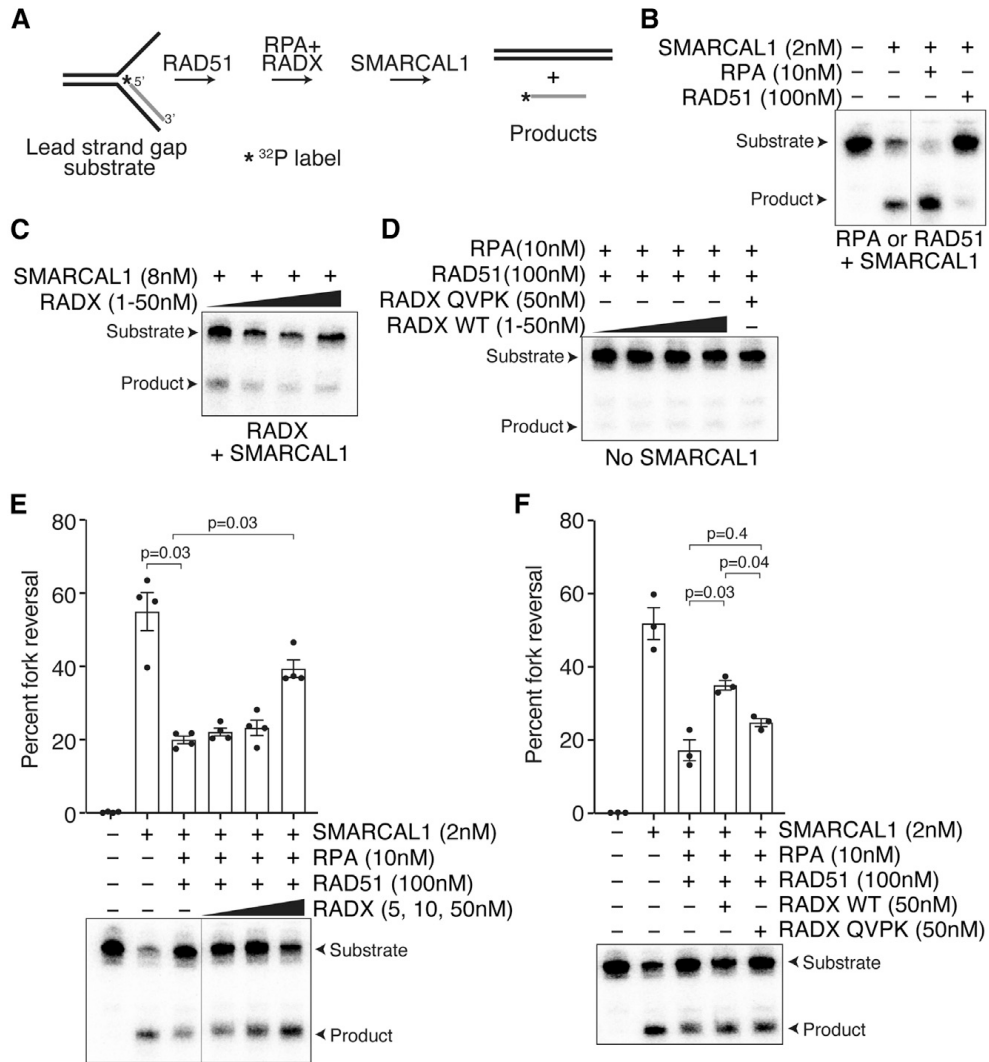 A
RAD51
RPA+
RADX
SMARCAL1
* 5'
3'
+
*
Lead strand gap
substrate
* 32P label
Products
B
SMARCAL1 (2nM) – + + +
RPA (10nM) – – + –
RAD51 (100nM) – – – +
Substrate
Product
RPA or RAD51
+ SMARCAL1
C
SMARCAL1 (8nM) + + + +
RADX (1-50nM)
Substrate
Product
RADX
+ SMARCAL1
D
RPA(10nM) + + + + +
RAD51(100nM) + + + + +
RADX QVPK (50nM) – – – – +
RADX WT (1-50nM) –
Substrate
Product
No SMARCAL1
E
Percent fork reversal
80
60
40
20
0
p=0.03
p=0.03
– + + + + + SMARCAL1 (2nM)
– – + + + + RPA (10nM)
– – + + + + RAD51 (100nM)
– – – RADX (5, 10, 50nM)
Substrate
Product
F
Percent fork reversal
80
60
40
20
0
p=0.4
p=0.04
p=0.03
– + + + + SMARCAL1 (2nM)
– – + + + RPA (10nM)
– – + + + RAD51 (100nM)
– – – + – RADX WT (50nM)
– – – – + RADX QVPK (50nM)
Substrate
Product